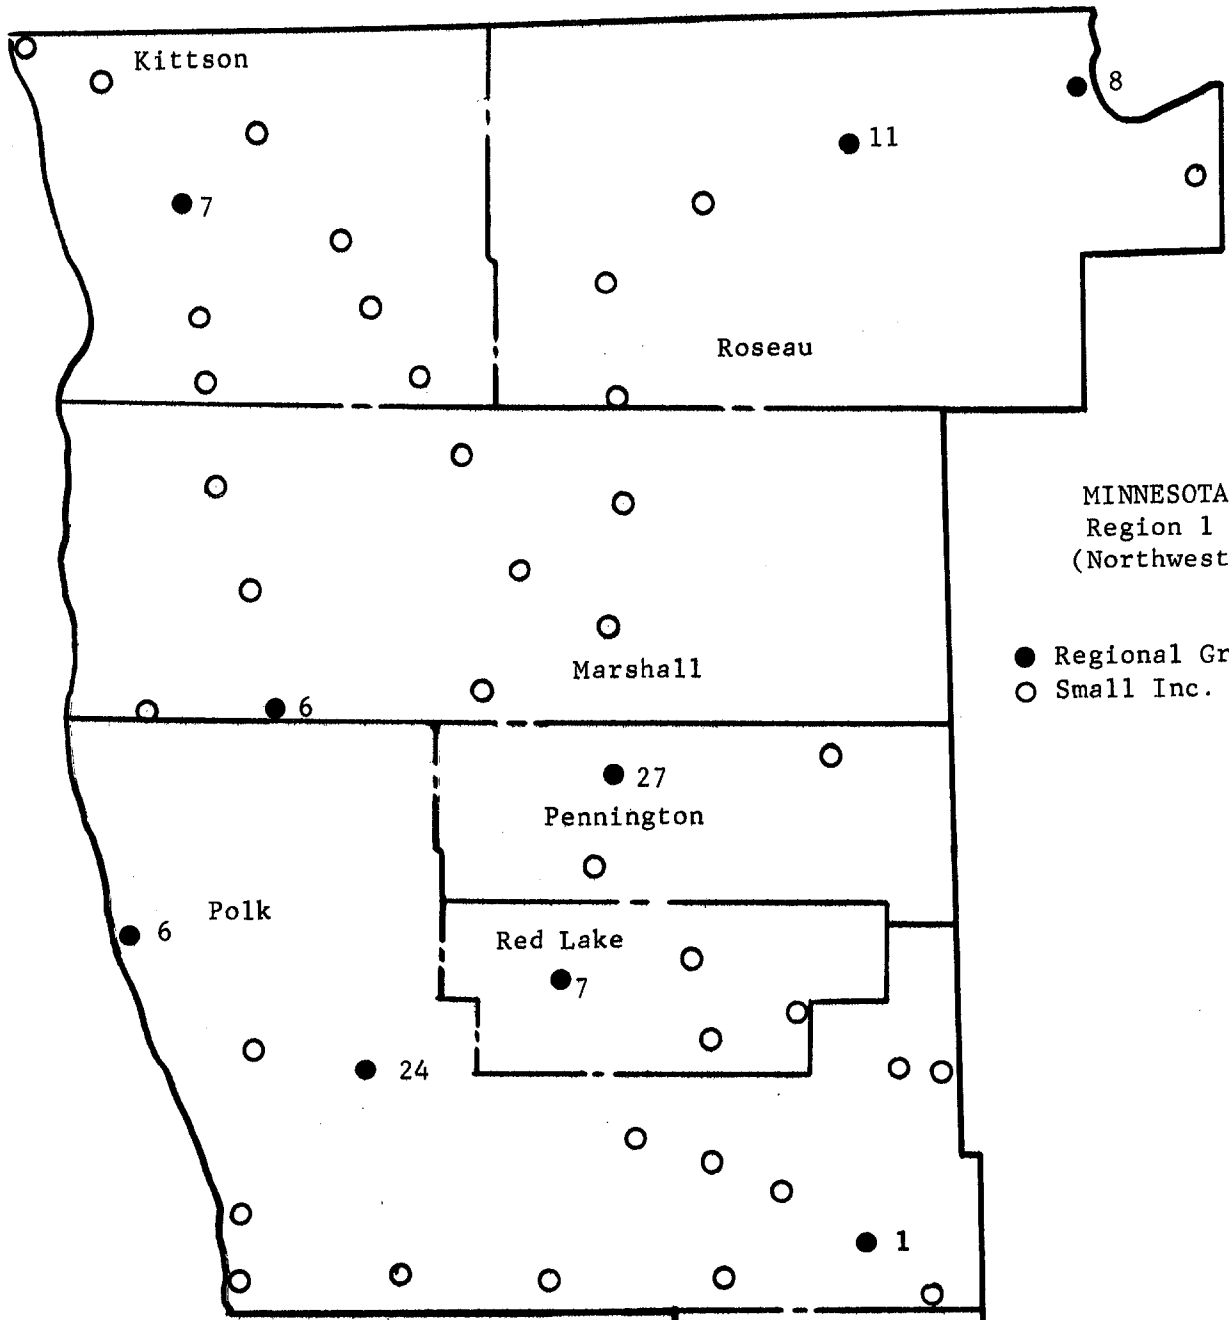 Kittson
8
11
7
Roseau
MINNESOTA
Region 1
(Northwest
Regional Gr
Small Inc.
Marshall
6
27
Pennington
Polk
6
Red Lake
7
24
1